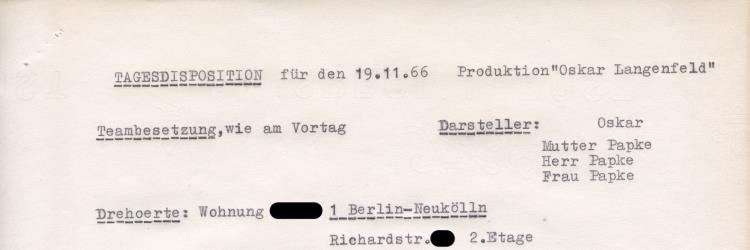 TAGESDISPOSITION für den 19.11.66 Produktion"Oskar Langenfeld"
Teambesetzung,wie am Vortag Darsteller: Oskar
Mutter Papke
Herr Papke
Frau Papke
Drehoerte: Wohnung 1 Berlin-Neukölln
Richardstr. 2.Etage